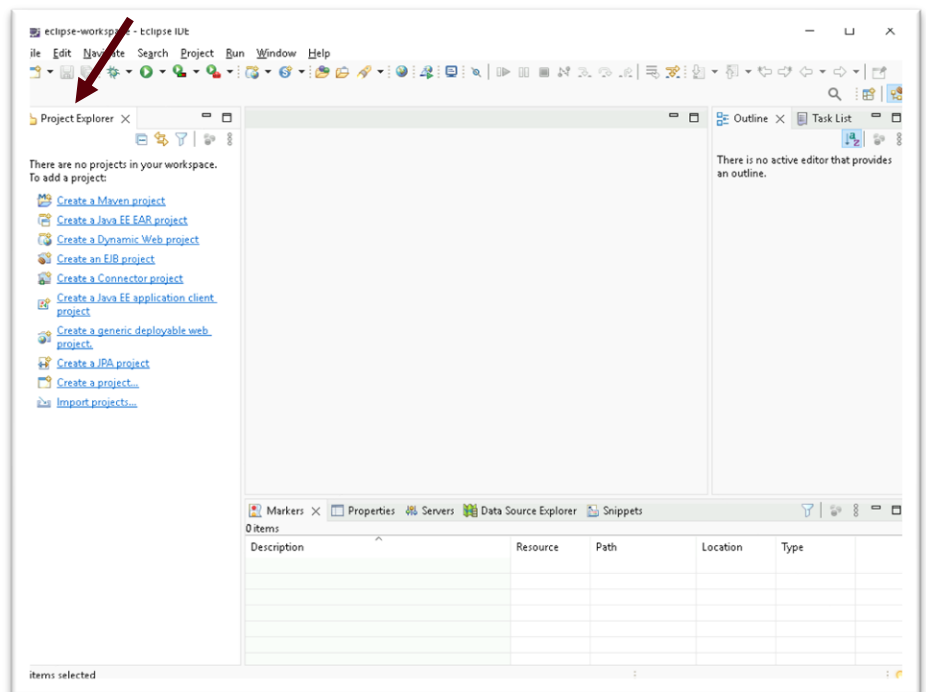 eclipse-workspace - Eclipse IDE
ile Edit Navigate Search Project Run Window Help
Project Explorer
Outline
Task List
There are no projects in your workspace.
To add a project:
Create a Maven project
Create a Java EE EAR project
Create a Dynamic Web project
Create an EJB project
Create a Connector project
Create a Java EE application client
project
Create a generic deployable web
project.
Create a JPA project
Create a project...
Import projects...
There is no active editor that provides
an outline.
Markers Properties Servers Data Source Explorer Snippets
0 items
Description Resource Path Location Type
items selected